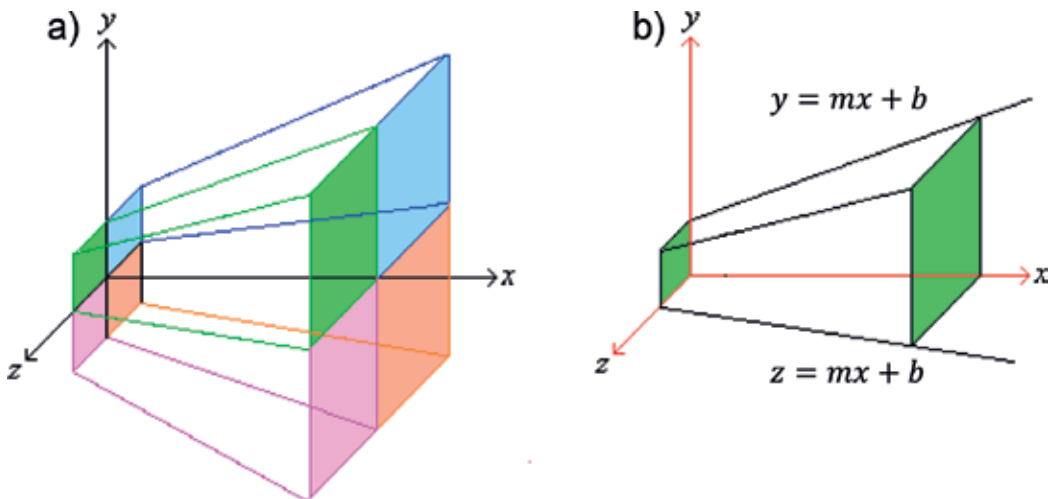 a)
y
x
z
b)
y
y = mx + b
x
z
z = mx + b